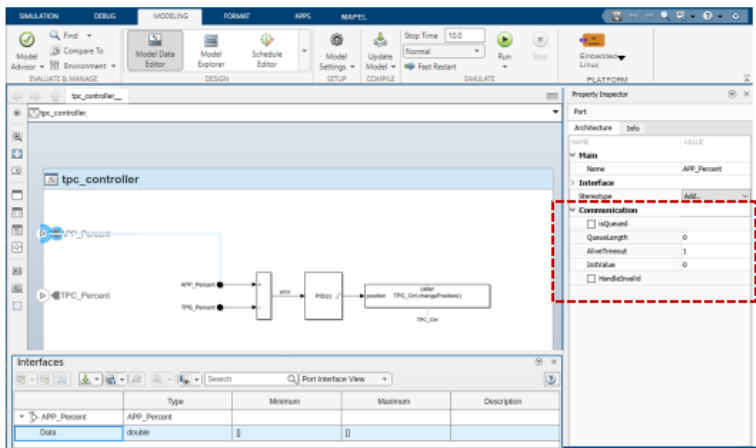 SIMULATION DEBUG MODELING FORMAT APPS MAPEL
Find
Compare To
Environment
Model Advisor
EVALUATE & MANAGE
Model Data Editor
Model Explorer
Schedule Editor
DESIGN
Model Settings
SETUP
Update Model
COMPILE
Stop Time 10.0
Normal
Fast Restart
Run
Stop
SIMULATE
Embedded Linux
PLATFORM
tpc_controller
tpc_controller
tpc_controller
APP_Percent
TPC_Percent
APP_Percent
TPS_Percent
error
PID(s)
position
caller
TPC_Ctrl.changePosition()
TPC_Ctrl
Property Inspector
Port
Architecture Info
NAME VALUE
Main
Name APP_Percent
Interface
Stereotype Add..
Communication
isQueued
QueueLength 0
AliveTimeout 1
InitValue 0
HandleInvalid
Interfaces
Search
Port Interface View
Type Minimum Maximum Description
APP_Percent APP_Percent
Data double [] []